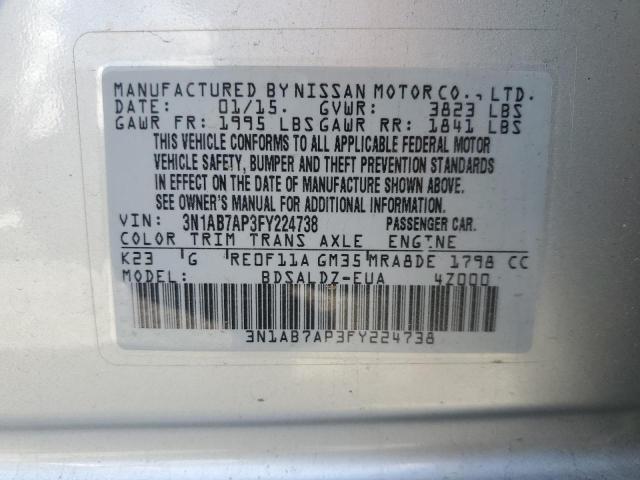 MANUFACTURED BY NISSAN MOTOR CO., LTD.
DATE: 01/15. GVWR: 3823 LBS
GAWR FR: 1995 LBS GAWR RR: 1841 LBS
THIS VEHICLE CONFORMS TO ALL APPLICABLE FEDERAL MOTOR
VEHICLE SAFETY, BUMPER AND THEFT PREVENTION STANDARDS
IN EFFECT ON THE DATE OF MANUFACTURE SHOWN ABOVE.
SEE OWNER'S MANUAL FOR ADDITIONAL INFORMATION.
VIN: 3N1AB7AP3FY224738 PASSENGER CAR.
COLOR TRIM TRANS AXLE ENGINE
K23 G RE0F11A GM35 MRA8DE 1798 CC
MODEL: BDSALDZ-EUA 4Z000
3N1AB7AP3FY224738